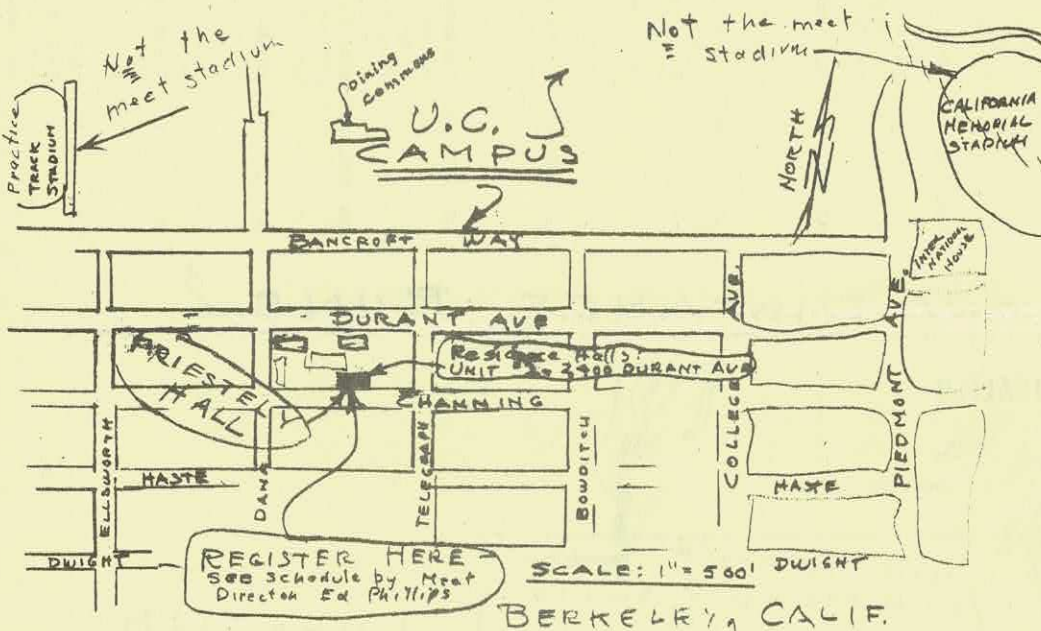 Not the
meet stadium
Practice
TRACK
STADIUM
Dining
commons
U.C.
CAMPUS
Not the meet
stadium
NORTH
CALIFORNIA
MEMORIAL
STADIUM
BANCROFT WAY
INTER
NATIONAL
HOUSE
DURANT AVE
PRIESTELY
HALL
Residence Halls:
UNIT 2400 DURANT AVE
CHANNING
COLLEGE AVE.
PIEDMONT AVE.
ELLSWORTH
DANA
TELEGRAPH
BOWDITCH
HASTE
HASTE
DWIGHT
REGISTER HERE
See schedule by Meet
Director Ed Phillips
SCALE: 1" = 500'
DWIGHT
BERKELEY, CALIF.